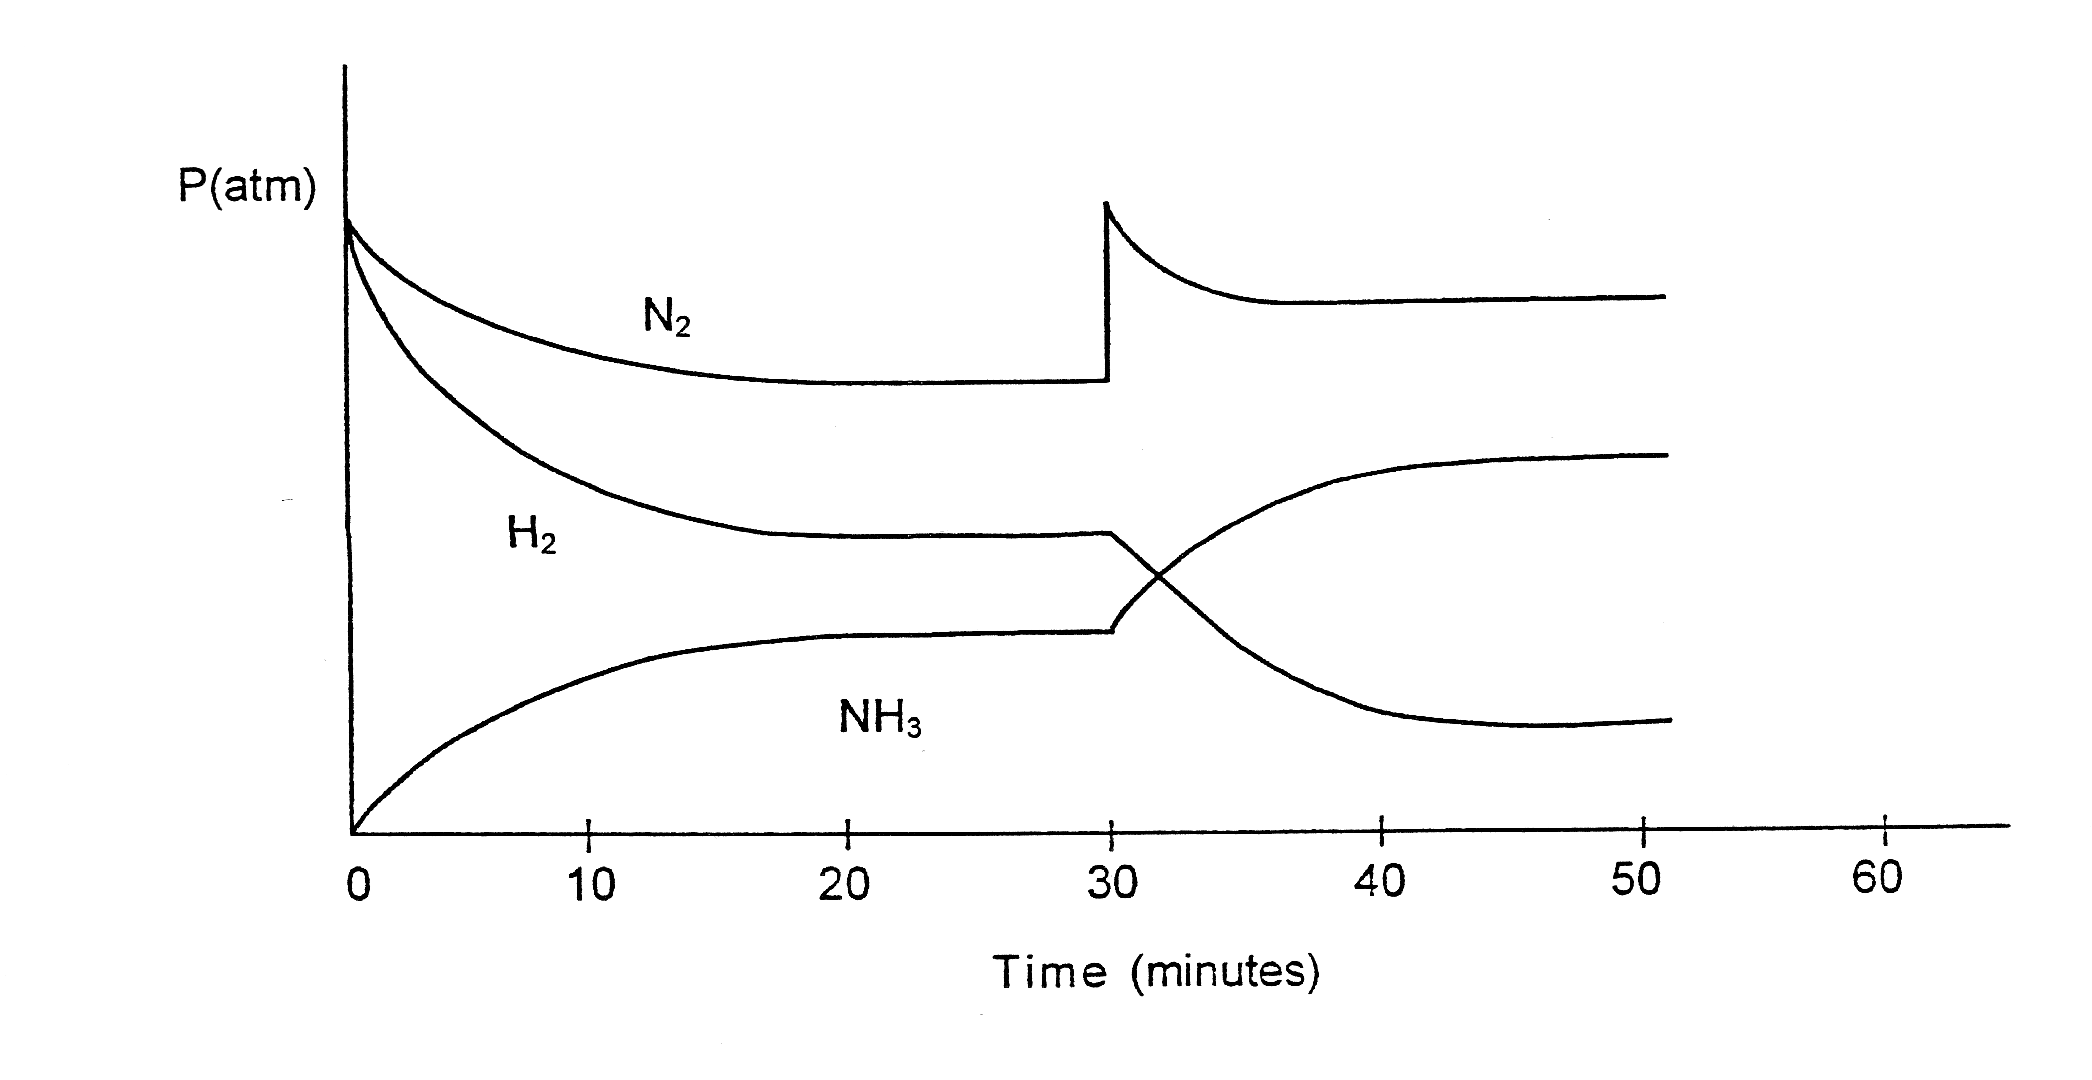 P(atm)
N₂
H₂
NH₃
0 10 20 30 40 50 60
Time (minutes)